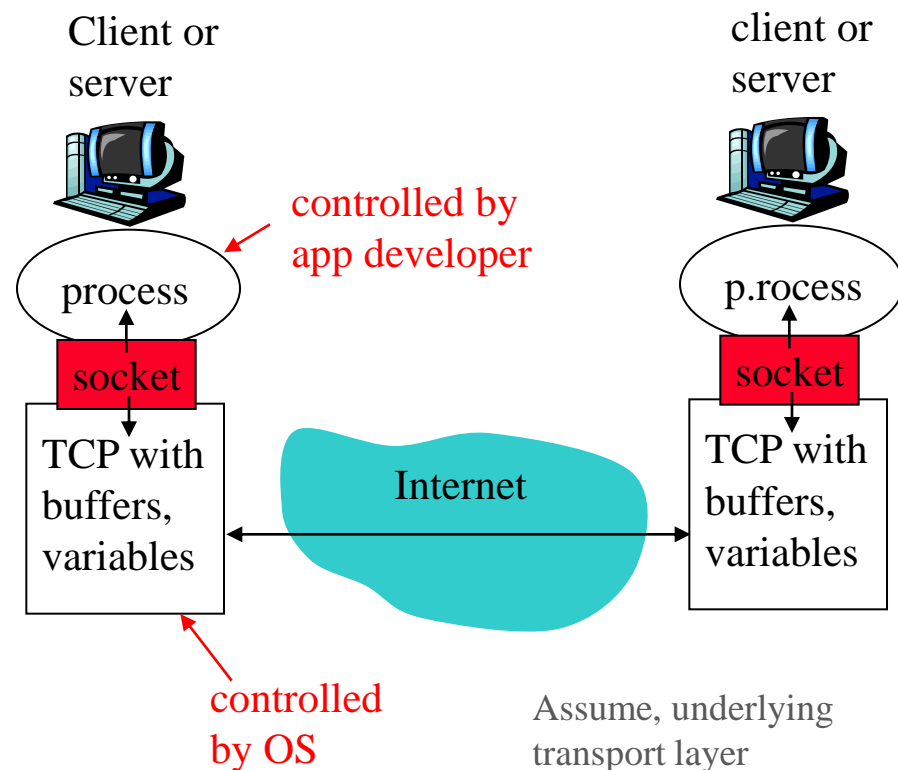 Client or
server
client or
server
controlled by
app developer
process
p.rocess
socket
socket
TCP with
buffers,
variables
Internet
TCP with
buffers,
variables
controlled
by OS
Assume, underlying
transport layer